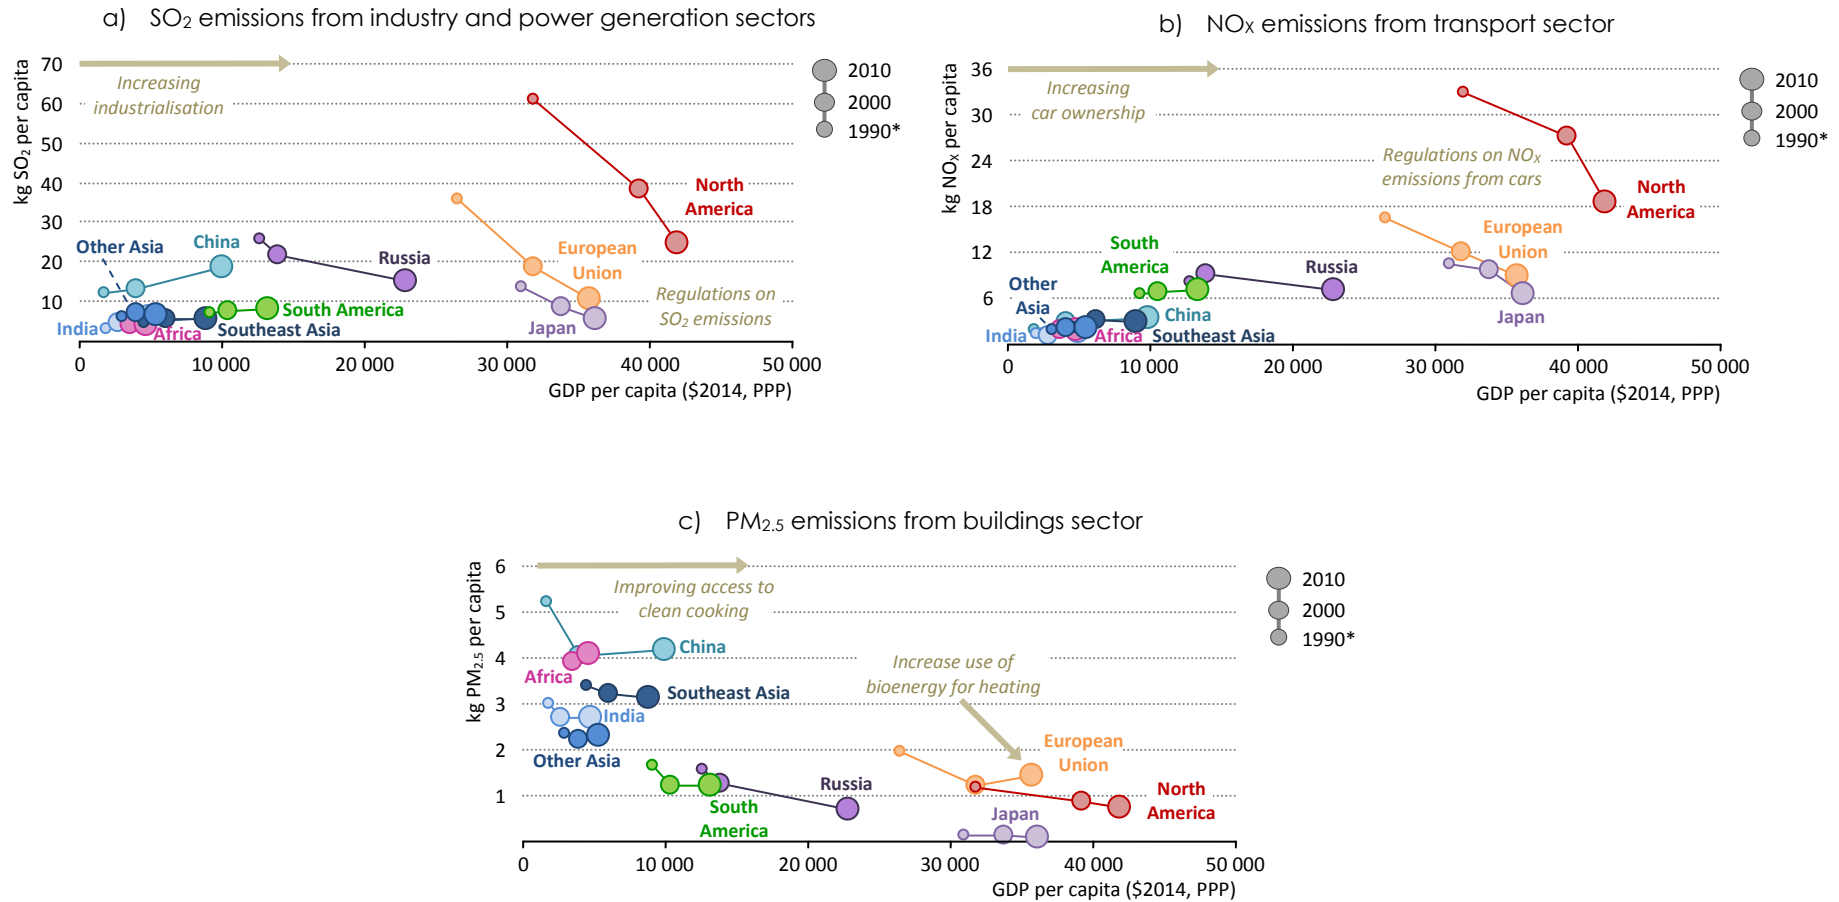 a) SO₂ emissions from industry and power generation sectors
kg SO₂ per capita
70
60
50
40
30
20
10
Increasing
industrialisation
2010
2000
1990*
North
America
European
Union
Other Asia
China
Russia
Regulations on
SO₂ emissions
South America
India
Africa
Southeast Asia
Japan
0
10 000
20 000
30 000
40 000
50 000
GDP per capita ($2014, PPP)
b) NOₓ emissions from transport sector
kg NOₓ per capita
36
30
24
18
12
6
Increasing
car ownership
2010
2000
1990*
Regulations on NOₓ
emissions from cars
North
America
European
Union
South
America
Russia
Other
Asia
China
Japan
India
Africa
Southeast Asia
0
10 000
20 000
30 000
40 000
50 000
GDP per capita ($2014, PPP)
c) PM₂.₅ emissions from buildings sector
kg PM₂.₅ per capita
6
5
4
3
2
1
Improving access to
clean cooking
2010
2000
1990*
China
Africa
Increase use of
bioenergy for heating
Southeast Asia
India
Other Asia
European
Union
Russia
North
America
South
America
Japan
0
10 000
20 000
30 000
40 000
50 000
GDP per capita ($2014, PPP)